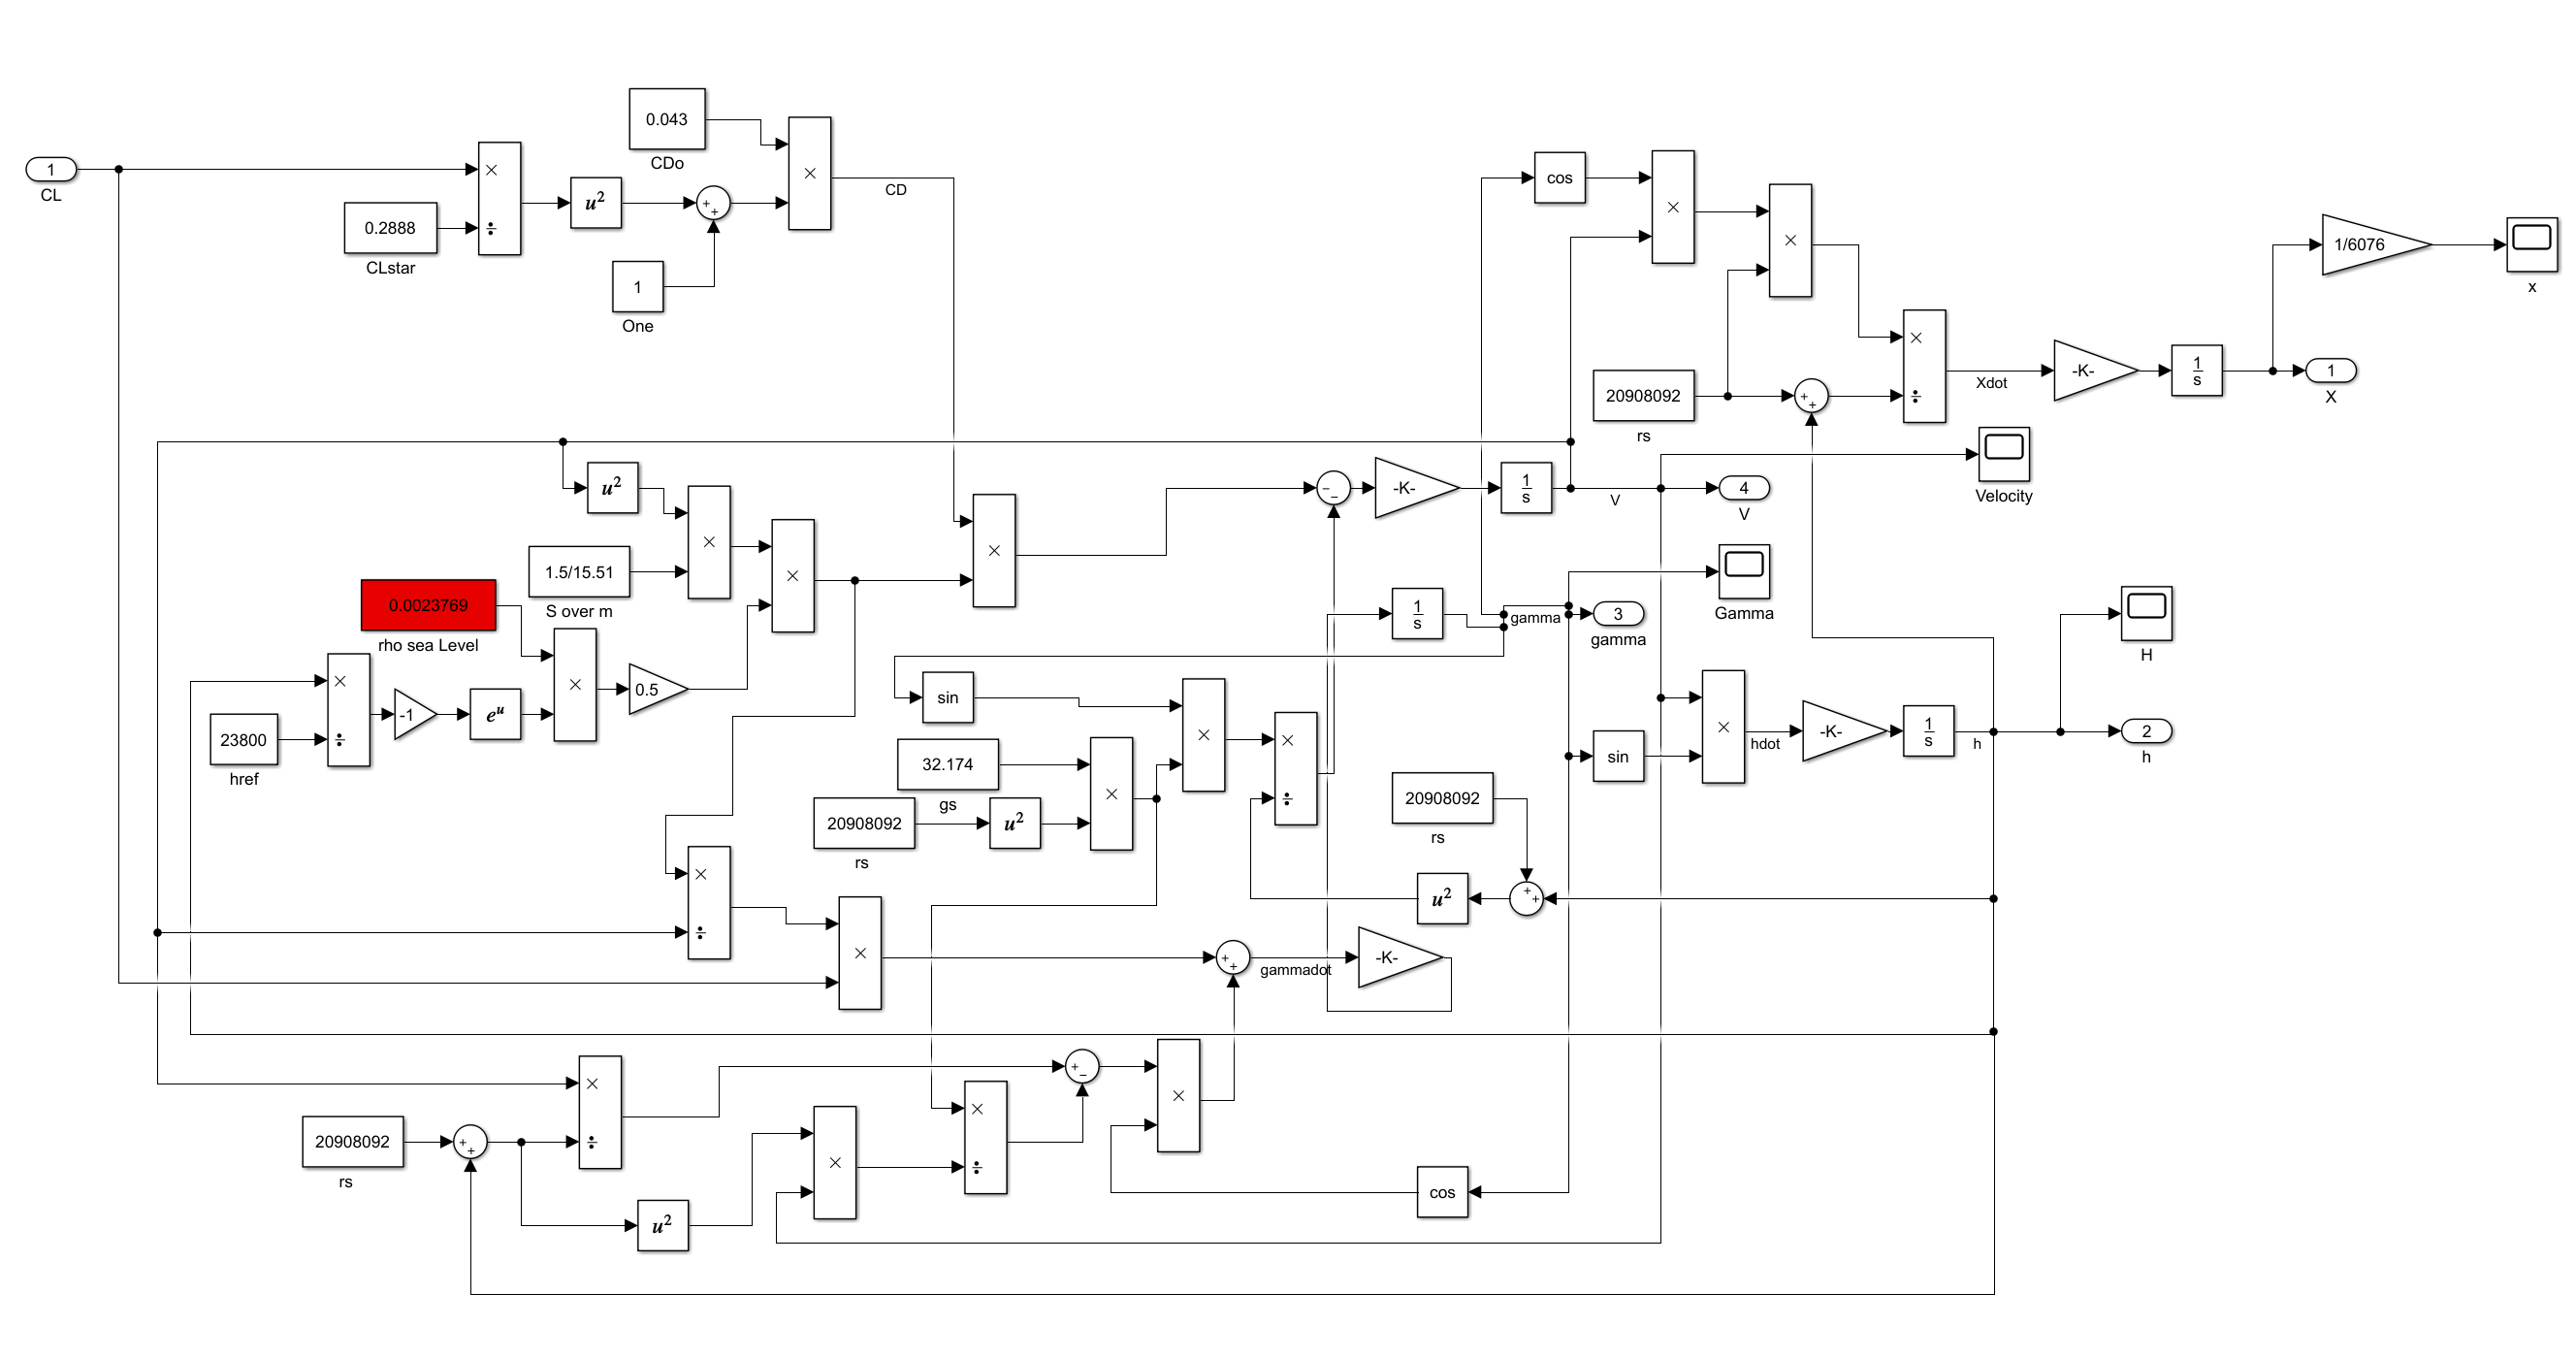 0.043
CDo
1
CL
×
÷
u²
+
+
×
CD
0.2888
CLstar
1
One
cos
×
×
1/6076
x
×
÷
Xdot
-K-
1
s
1
X
20908092
rs
+
+
u²
×
1.5/15.51
S over m
×
×
−
−
-K-
1
s
V
4
V
Velocity
0.0023769
rho sea Level
×
÷
23800
href
-1
eᵘ
×
0.5
1
s
gamma
3
gamma
Gamma
H
sin
×
×
÷
32.174
gs
20908092
rs
u²
×
sin
×
hdot
-K-
1
s
h
2
h
20908092
rs
u²
+
+
×
÷
×
+
+
gammadot
-K-
×
÷
+
−
×
20908092
rs
+
+
×
×
÷
u²
cos